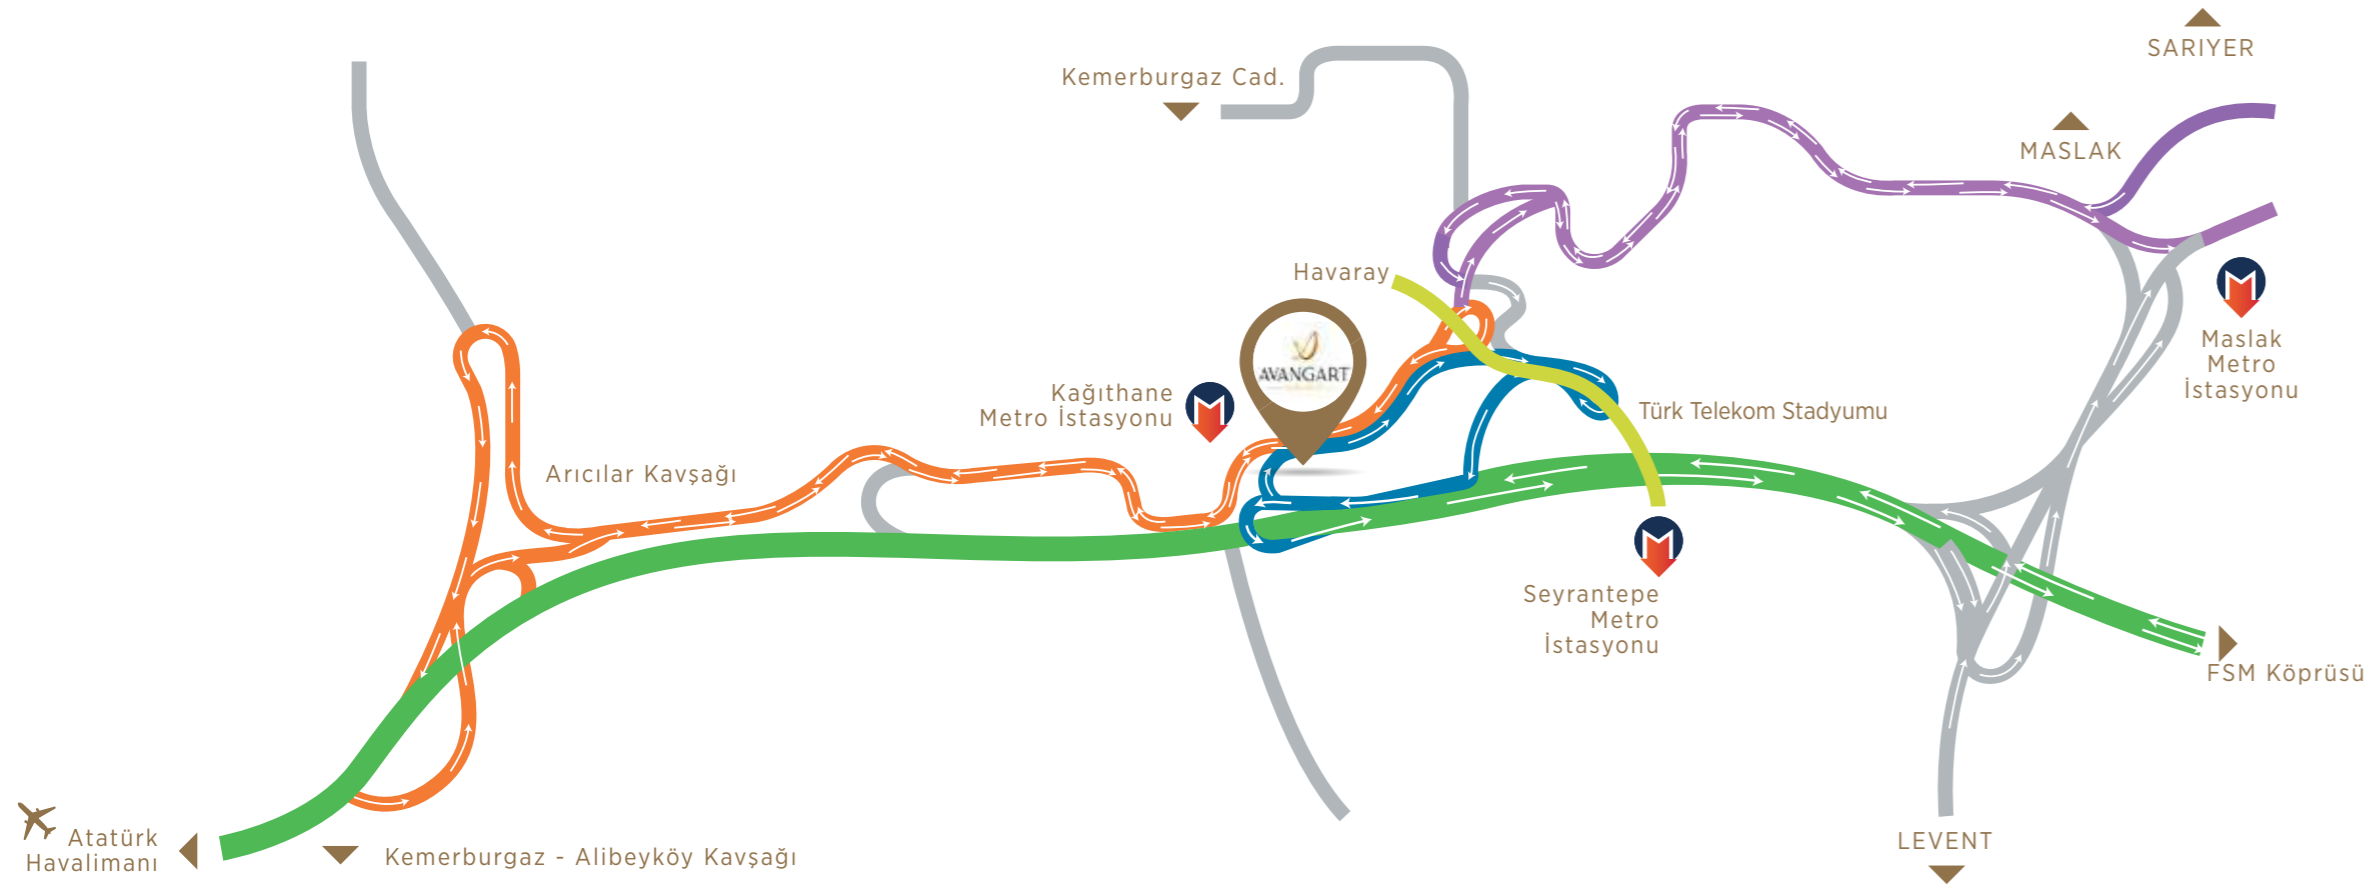 SARIYER
Kemerburgaz Cad.
MASLAK
Havaray
Maslak
Metro
İstasyonu
AVANGART
Kağıthane
Metro İstasyonu
Türk Telekom Stadyumu
Arıcılar Kavşağı
Seyrantepe
Metro
İstasyonu
FSM Köprüsü
Atatürk
Havalimanı
Kemerburgaz - Alibeyköy Kavşağı
LEVENT